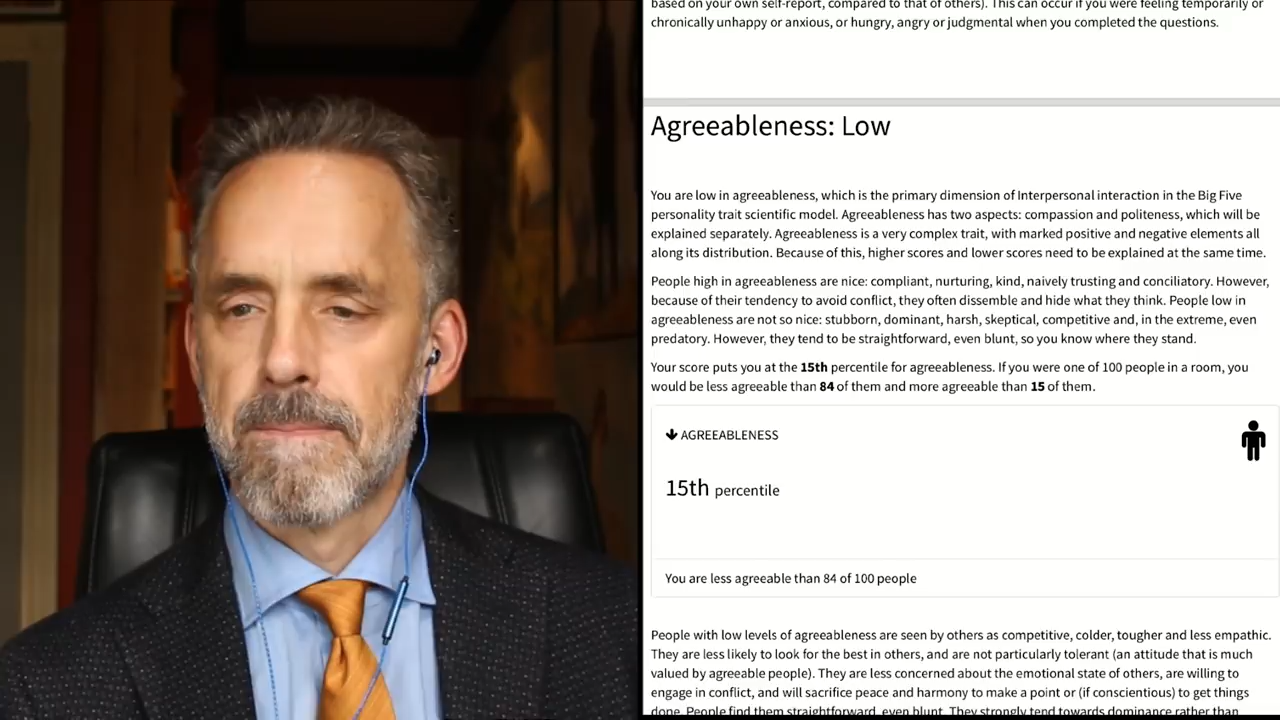 based on your own self-report, compared to that of others). This can occur if you were feeling temporarily or
chronically unhappy or anxious, or hungry, angry or judgmental when you completed the questions.
Agreeableness: Low
You are low in agreeableness, which is the primary dimension of Interpersonal interaction in the Big Five
personality trait scientific model. Agreeableness has two aspects: compassion and politeness, which will be
explained separately. Agreeableness is a very complex trait, with marked positive and negative elements all
along its distribution. Because of this, higher scores and lower scores need to be explained at the same time.
People high in agreeableness are nice: compliant, nurturing, kind, naively trusting and conciliatory. However,
because of their tendency to avoid conflict, they often dissemble and hide what they think. People low in
agreeableness are not so nice: stubborn, dominant, harsh, skeptical, competitive and, in the extreme, even
predatory. However, they tend to be straightforward, even blunt, so you know where they stand.
Your score puts you at the 15th percentile for agreeableness. If you were one of 100 people in a room, you
would be less agreeable than 84 of them and more agreeable than 15 of them.
AGREEABLENESS
15th percentile
You are less agreeable than 84 of 100 people
People with low levels of agreeableness are seen by others as competitive, colder, tougher and less empathic.
They are less likely to look for the best in others, and are not particularly tolerant (an attitude that is much
valued by agreeable people). They are less concerned about the emotional state of others, are willing to
engage in conflict, and will sacrifice peace and harmony to make a point or (if conscientious) to get things
done. People find them straightforward, even blunt. They strongly tend towards dominance rather than